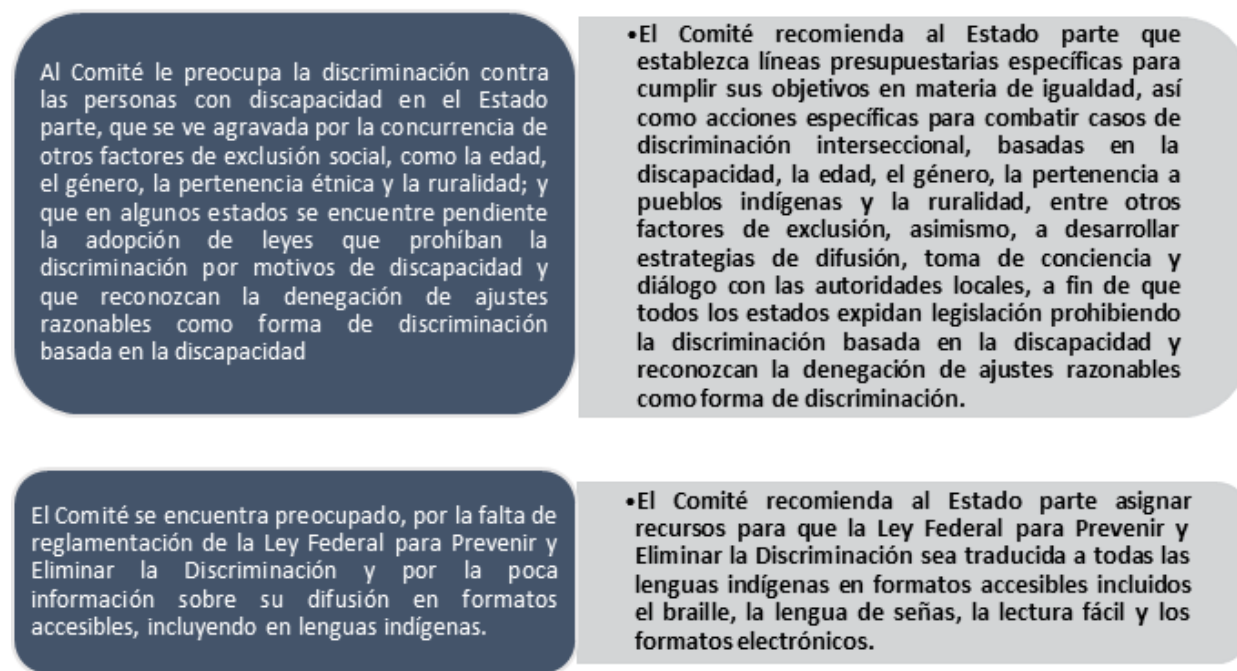 Al Comité le preocupa la discriminación contra
las personas con discapacidad en el Estado
parte, que se ve agravada por la concurrencia de
otros factores de exclusión social, como la edad,
el género, la pertenencia étnica y la ruralidad; y
que en algunos estados se encuentre pendiente
la adopción de leyes que prohíban la
discriminación por motivos de discapacidad y
que reconozcan la denegación de ajustes
razonables como forma de discriminación
basada en la discapacidad
•El Comité recomienda al Estado parte que
establezca líneas presupuestarias específicas para
cumplir sus objetivos en materia de igualdad, así
como acciones específicas para combatir casos de
discriminación interseccional, basadas en la
discapacidad, la edad, el género, la pertenencia a
pueblos indígenas y la ruralidad, entre otros
factores de exclusión, asimismo, a desarrollar
estrategias de difusión, toma de conciencia y
diálogo con las autoridades locales, a fin de que
todos los estados expidan legislación prohibiendo
la discriminación basada en la discapacidad y
reconozcan la denegación de ajustes razonables
como forma de discriminación.
El Comité se encuentra preocupado, por la falta de
reglamentación de la Ley Federal para Prevenir y
Eliminar la Discriminación y por la poca
información sobre su difusión en formatos
accesibles, incluyendo en lenguas indígenas.
•El Comité recomienda al Estado parte asignar
recursos para que la Ley Federal para Prevenir y
Eliminar la Discriminación sea traducida a todas las
lenguas indígenas en formatos accesibles incluidos
el braille, la lengua de señas, la lectura fácil y los
formatos electrónicos.